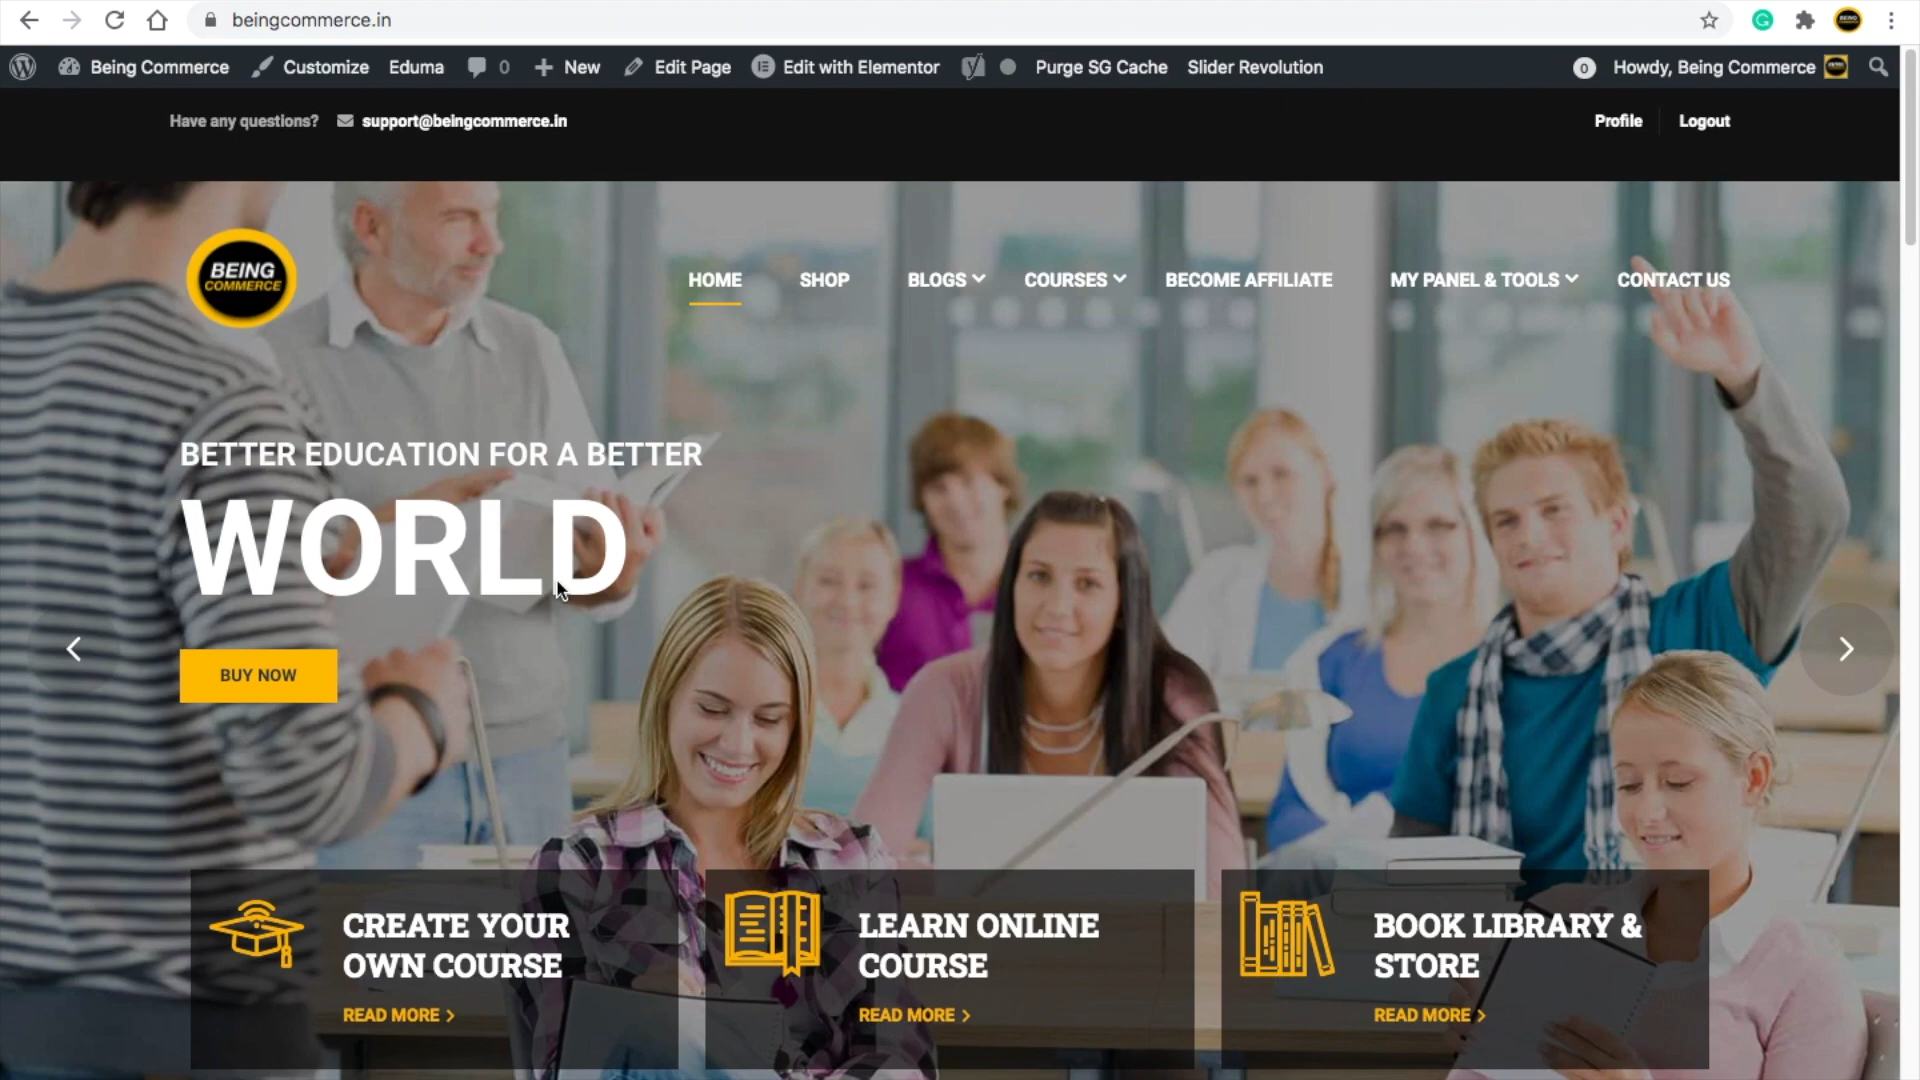 beingcommerce.in
Being Commerce Customize Eduma 0 New Edit Page Edit with Elementor Purge SG Cache Slider Revolution 0 Howdy, Being Commerce
Have any questions? support@beingcommerce.in Profile Logout
BEING
COMMERCE
HOME SHOP BLOGS COURSES BECOME AFFILIATE MY PANEL & TOOLS CONTACT US
BETTER EDUCATION FOR A BETTER
WORLD
BUY NOW
CREATE YOUR
OWN COURSE
READ MORE >
LEARN ONLINE
COURSE
READ MORE >
BOOK LIBRARY &
STORE
READ MORE >